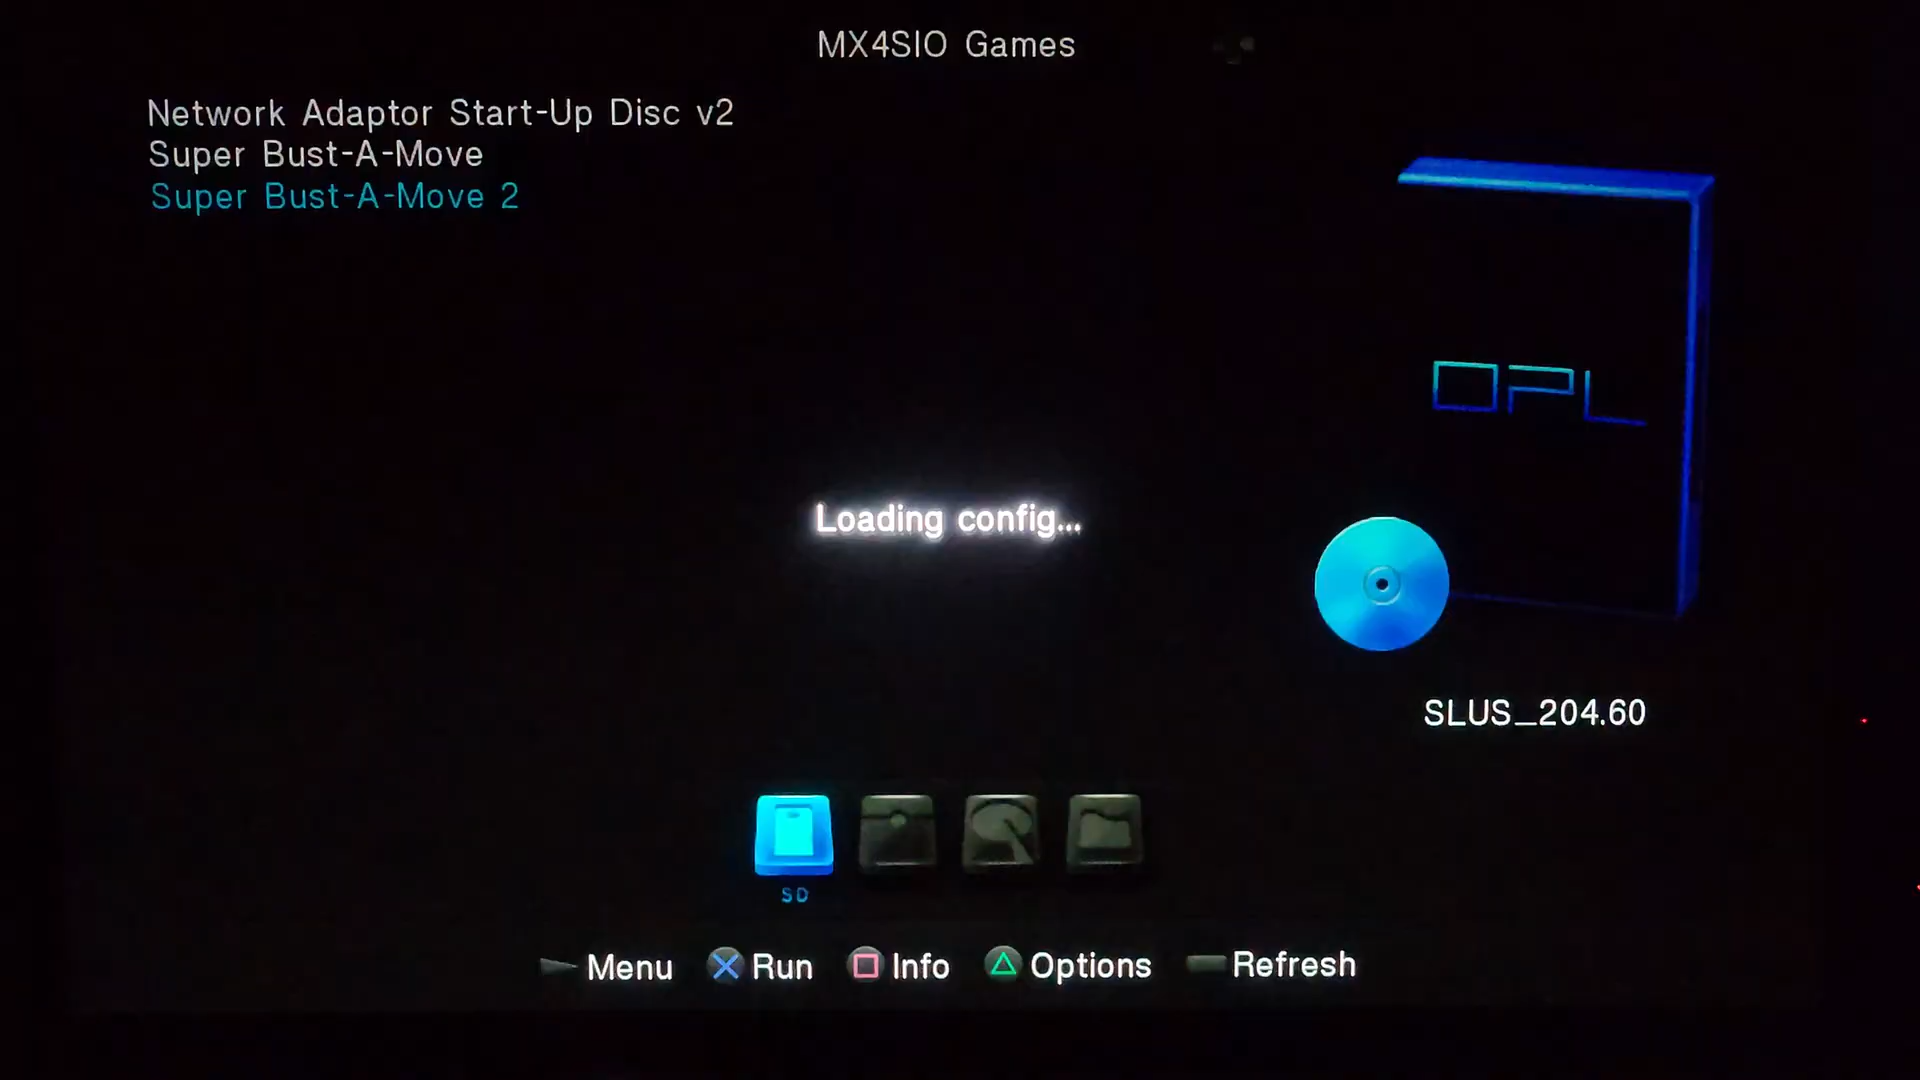 MX4SIO Games
Network Adaptor Start-Up Disc v2
Super Bust-A-Move
Super Bust-A-Move 2
OPL
Loading config...
SLUS_204.60
SD
Menu Run Info Options Refresh